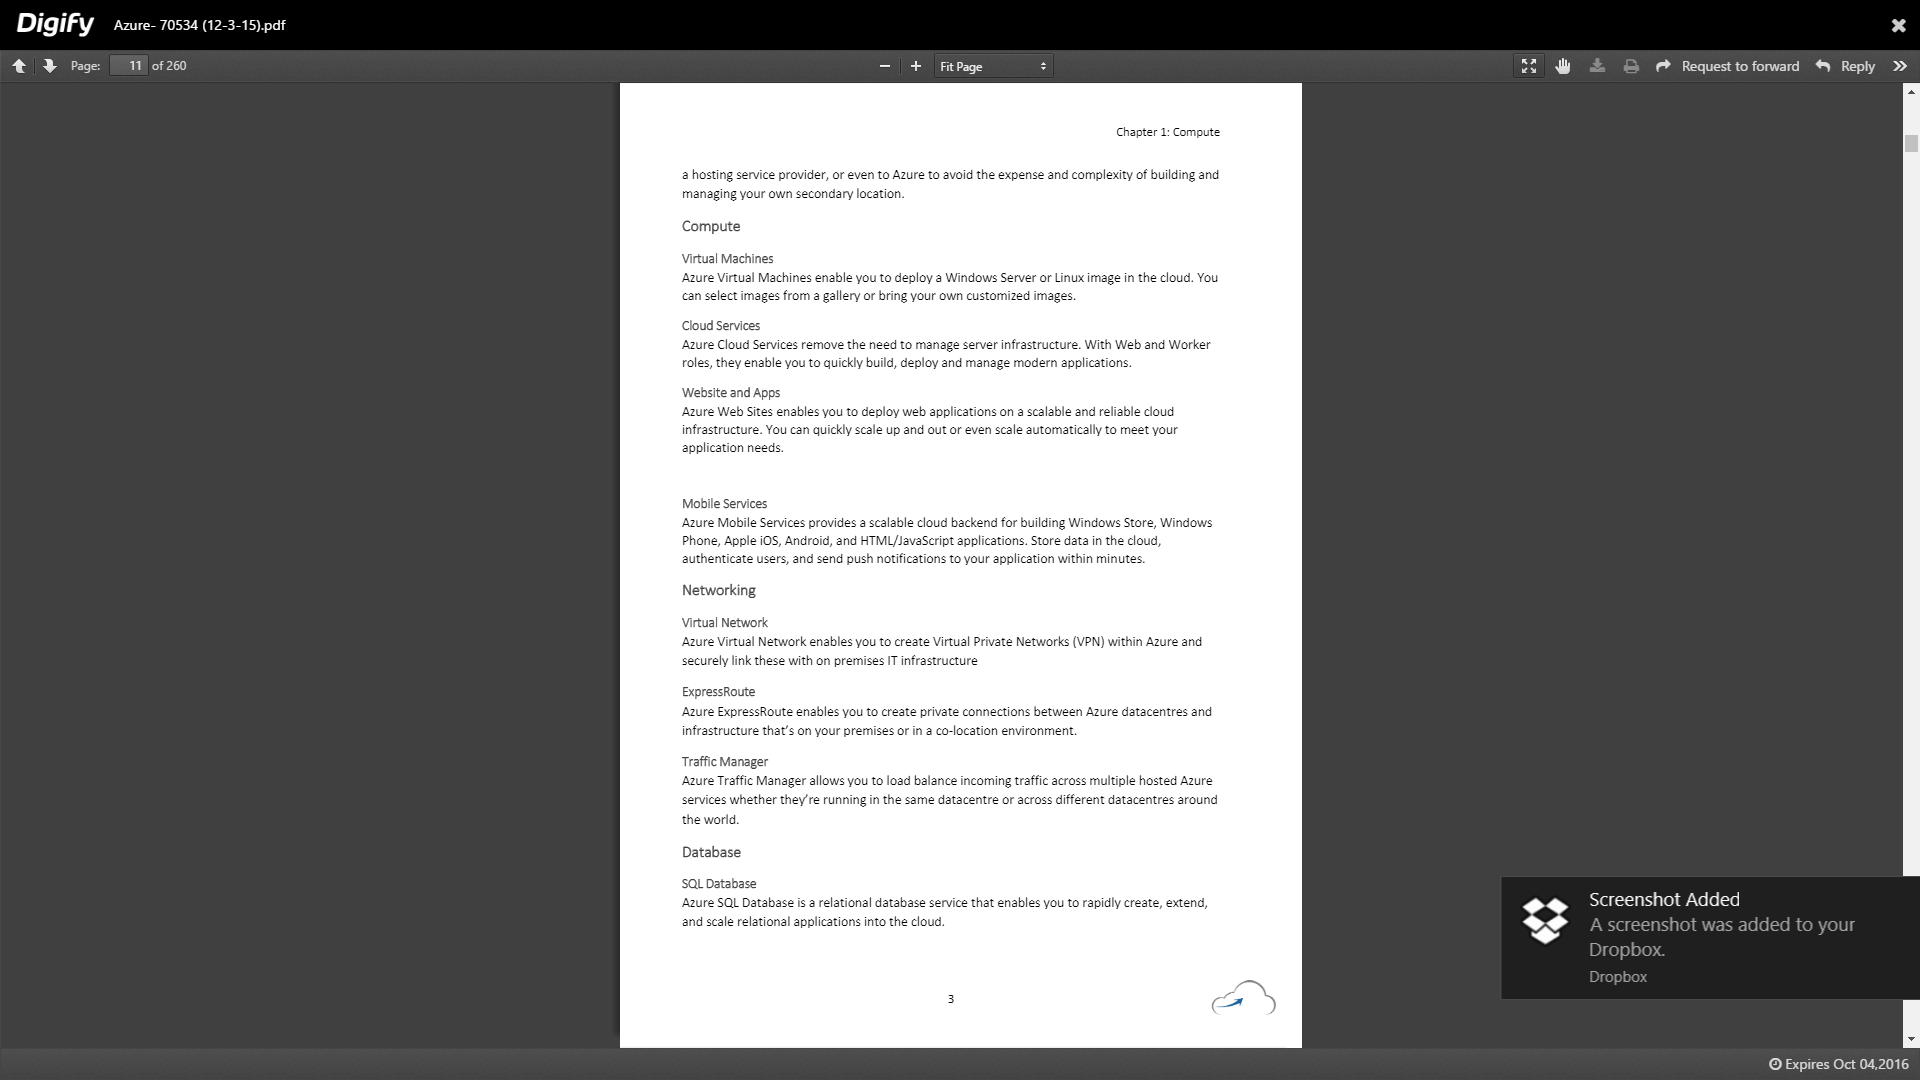 Digify Azure- 70534 (12-3-15).pdf
Page: 11 of 260 Fit Page Request to forward Reply
Chapter 1: Compute
a hosting service provider, or even to Azure to avoid the expense and complexity of building and
managing your own secondary location.
Compute
Virtual Machines
Azure Virtual Machines enable you to deploy a Windows Server or Linux image in the cloud. You
can select images from a gallery or bring your own customized images.
Cloud Services
Azure Cloud Services remove the need to manage server infrastructure. With Web and Worker
roles, they enable you to quickly build, deploy and manage modern applications.
Website and Apps
Azure Web Sites enables you to deploy web applications on a scalable and reliable cloud
infrastructure. You can quickly scale up and out or even scale automatically to meet your
application needs.
Mobile Services
Azure Mobile Services provides a scalable cloud backend for building Windows Store, Windows
Phone, Apple iOS, Android, and HTML/JavaScript applications. Store data in the cloud,
authenticate users, and send push notifications to your application within minutes.
Networking
Virtual Network
Azure Virtual Network enables you to create Virtual Private Networks (VPN) within Azure and
securely link these with on premises IT infrastructure
ExpressRoute
Azure ExpressRoute enables you to create private connections between Azure datacentres and
infrastructure that’s on your premises or in a co-location environment.
Traffic Manager
Azure Traffic Manager allows you to load balance incoming traffic across multiple hosted Azure
services whether they’re running in the same datacentre or across different datacentres around
the world.
Database
SQL Database
Azure SQL Database is a relational database service that enables you to rapidly create, extend,
and scale relational applications into the cloud.
3
Screenshot Added
A screenshot was added to your
Dropbox.
Dropbox
Expires Oct 04,2016